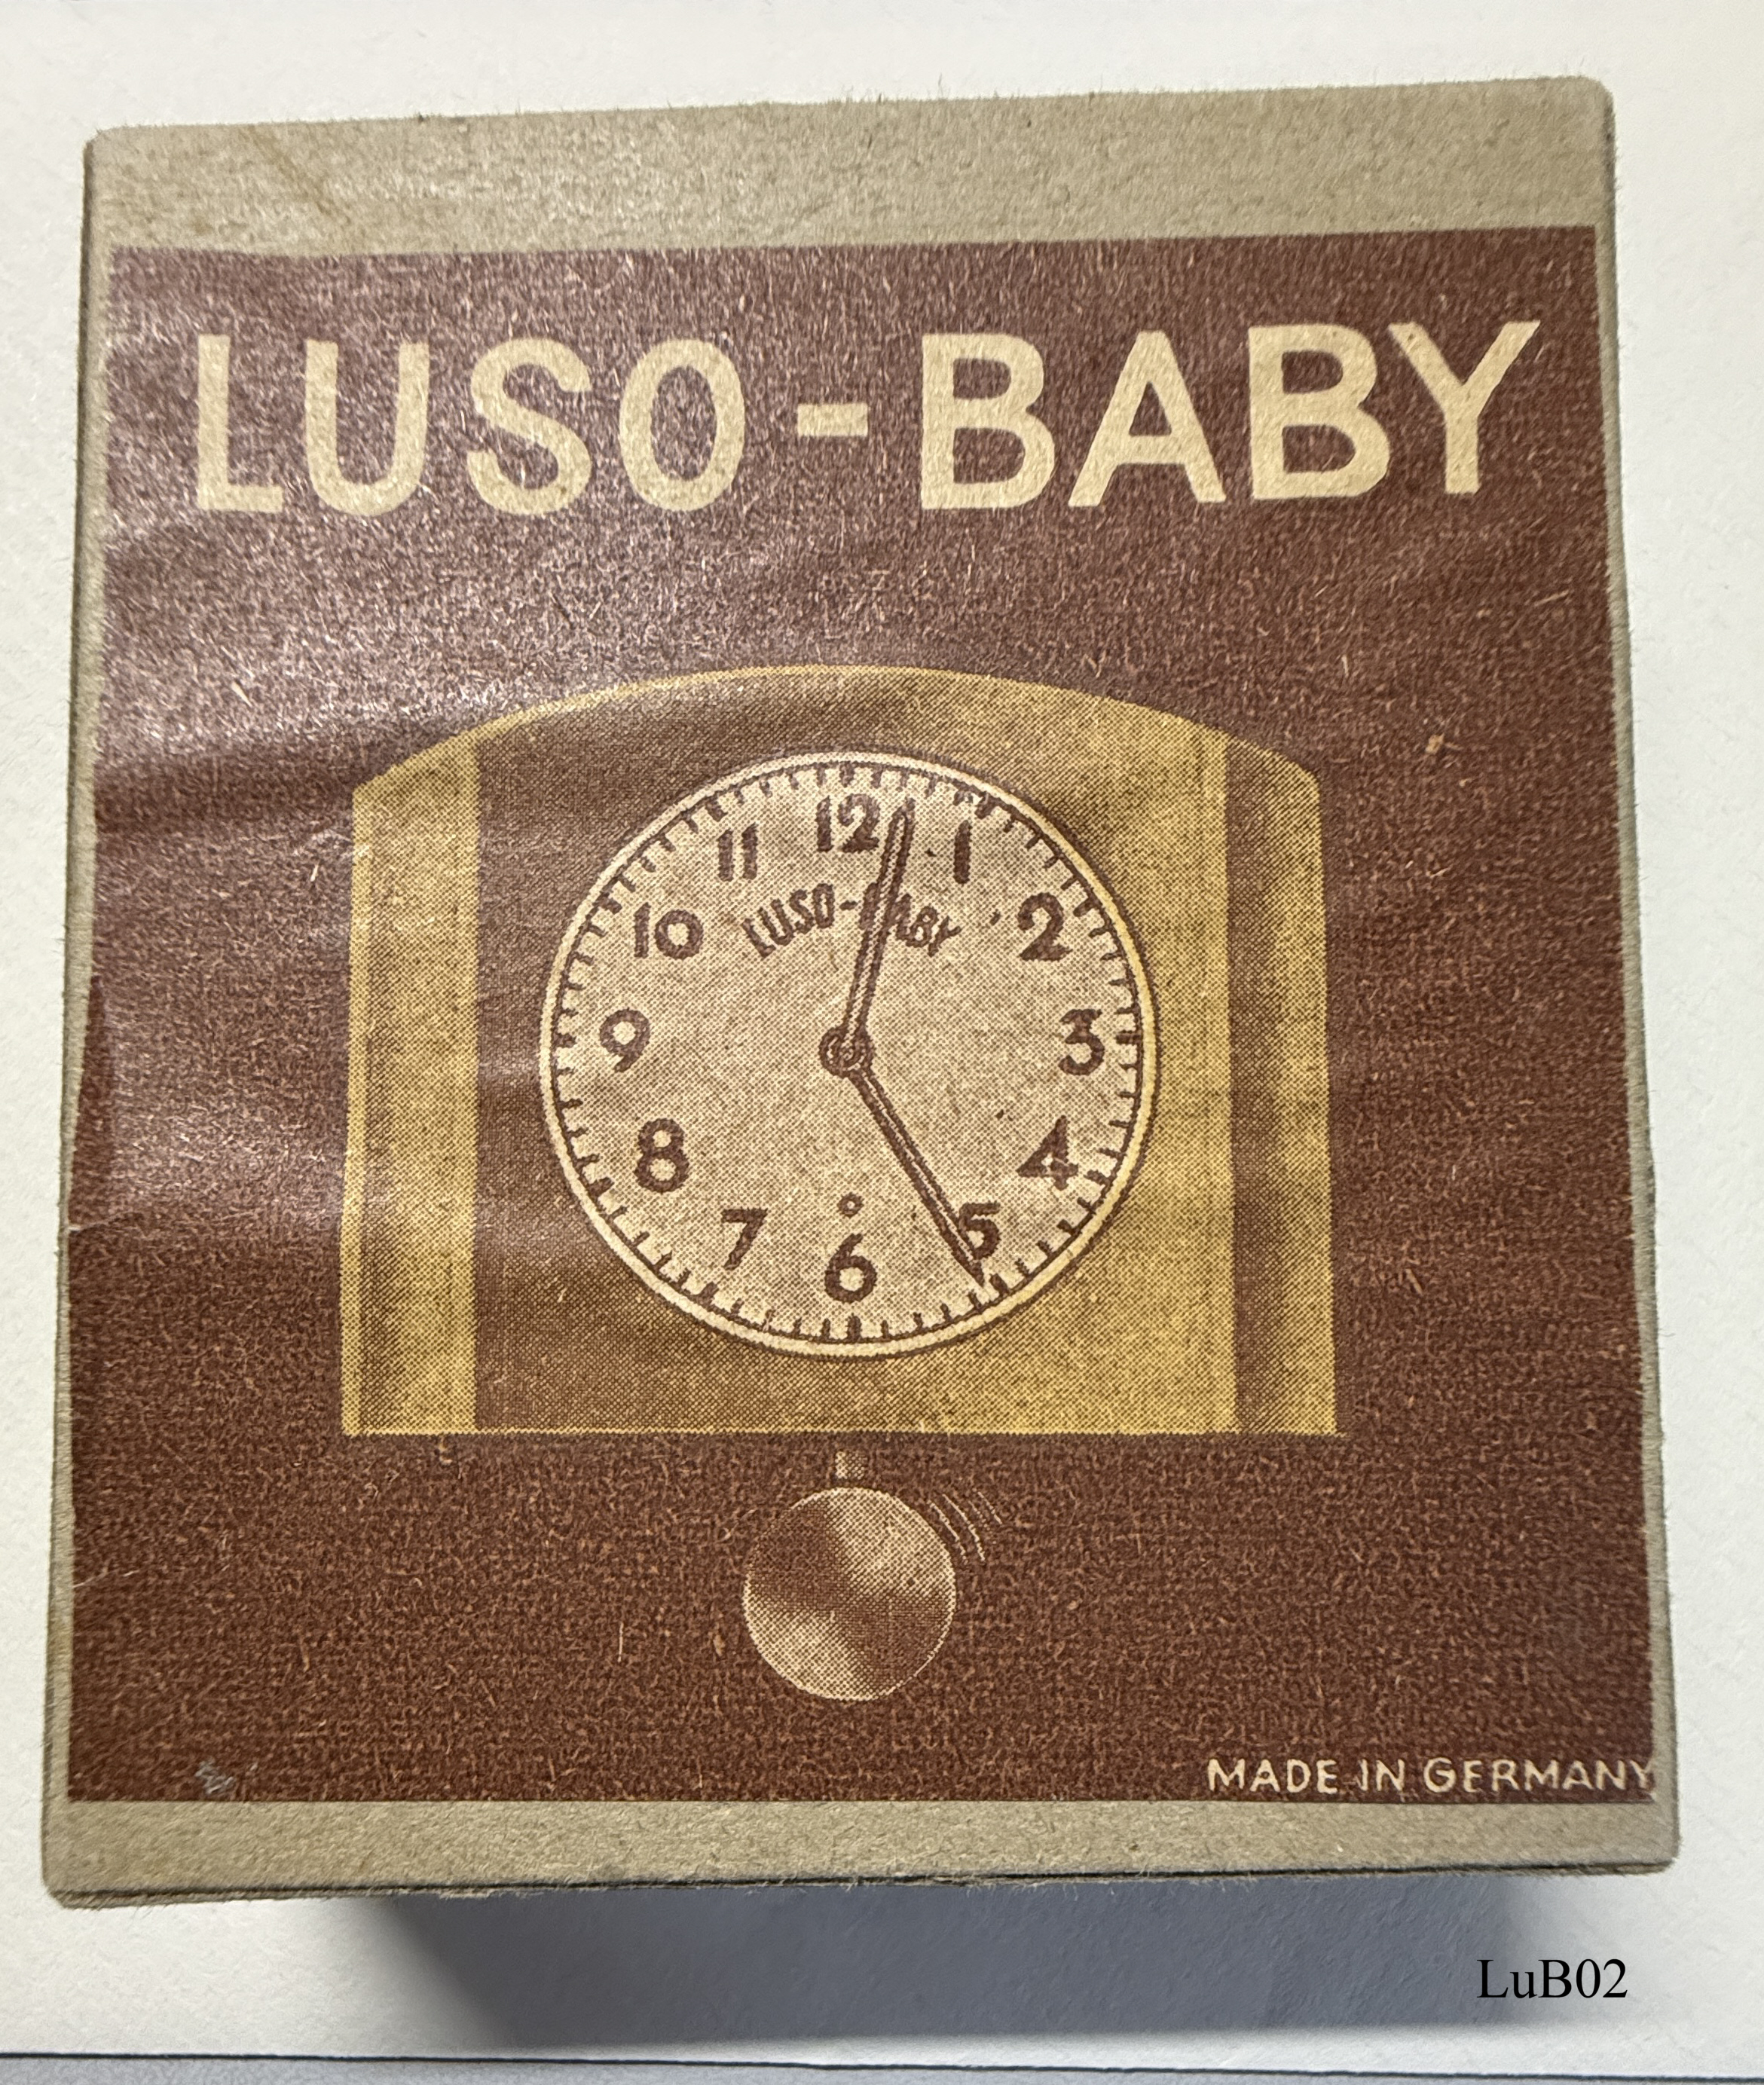 LUSO-BABY
12
11 1
LUSO-BABY
10 2
9 3
8 4
7 5
6
MADE IN GERMANY
LuB02